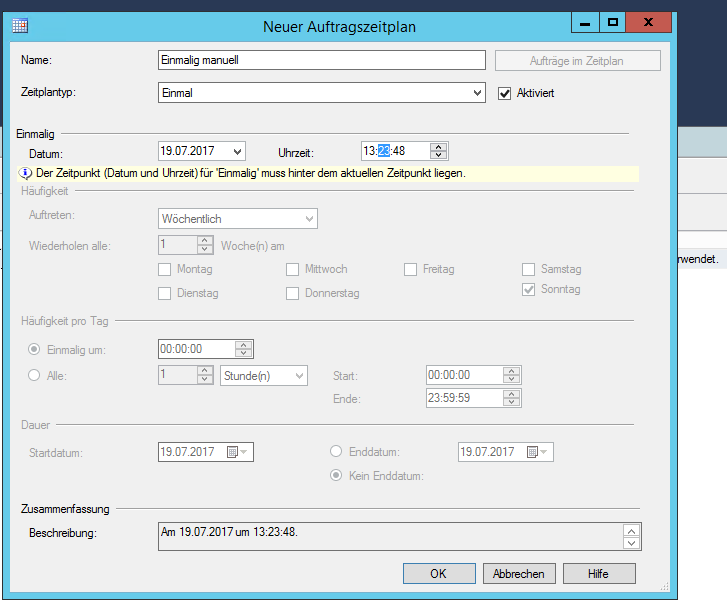 Neuer Auftragszeitplan
Name: Einmalig manuell Aufträge im Zeitplan
Zeitplantyp: Einmal Aktiviert
Einmalig
Datum: 19.07.2017 Uhrzeit: 13:23:48
Der Zeitpunkt (Datum und Uhrzeit) für 'Einmalig' muss hinter dem aktuellen Zeitpunkt liegen.
Häufigkeit
Auftreten: Wöchentlich
Wiederholen alle: 1 Woche(n) am
rwendet.
Montag Mittwoch Freitag Samstag
Dienstag Donnerstag Sonntag
Häufigkeit pro Tag
Einmalig um: 00:00:00
Alle: 1 Stunde(n) Start: 00:00:00
Ende: 23:59:59
Dauer
Startdatum: 19.07.2017 Enddatum: 19.07.2017
Kein Enddatum:
Zusammenfassung
Beschreibung: Am 19.07.2017 um 13:23:48.
OK Abbrechen Hilfe